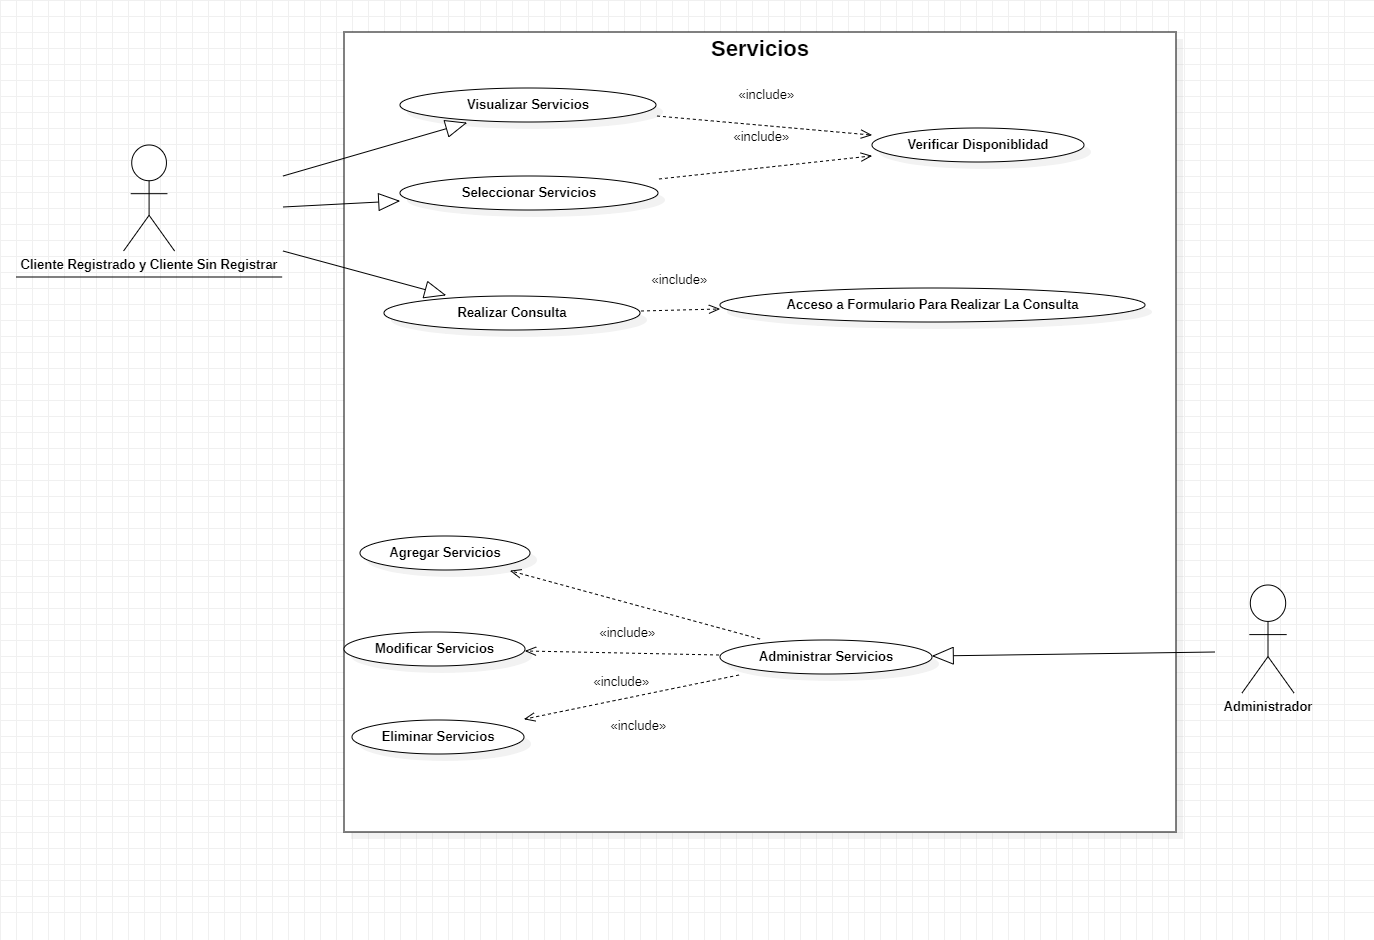 Servicios
«include»
Visualizar Servicios
«include»
Verificar Disponiblidad
Seleccionar Servicios
Cliente Registrado y Cliente Sin Registrar
«include»
Acceso a Formulario Para Realizar La Consulta
Realizar Consulta
Agregar Servicios
«include»
Modificar Servicios
Administrar Servicios
«include»
Administrador
«include»
Eliminar Servicios